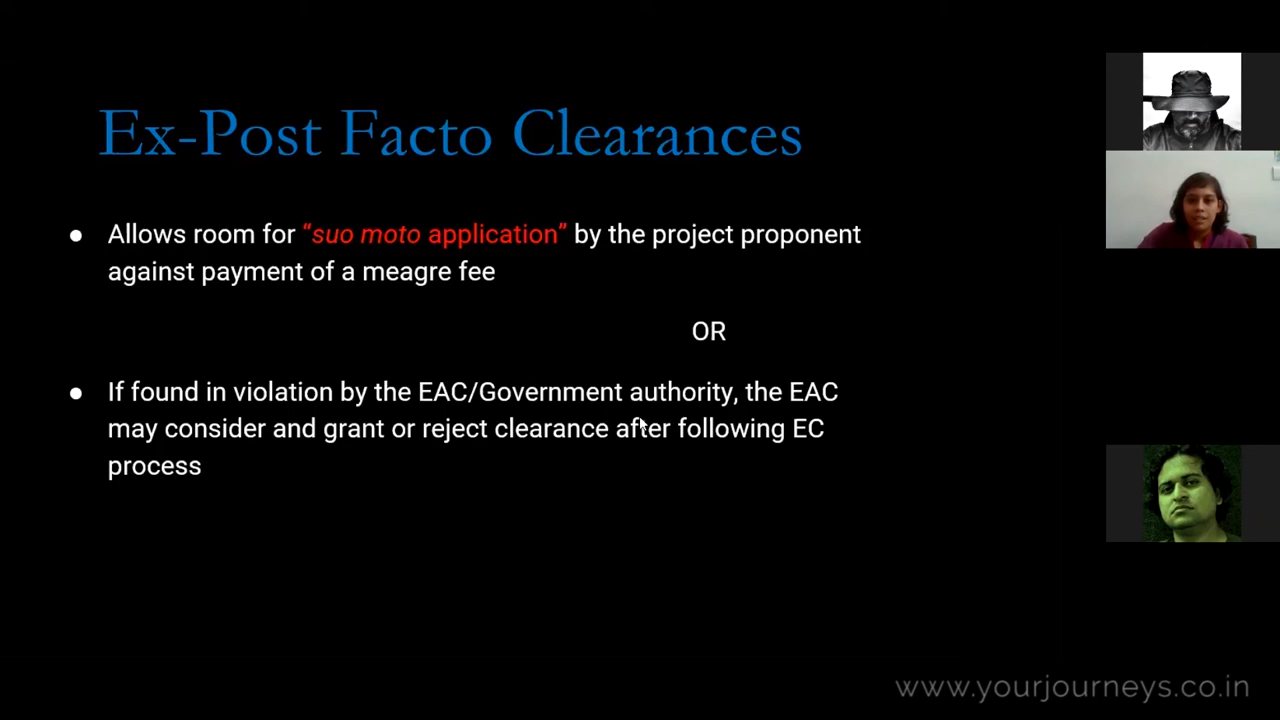 Ex-Post Facto Clearances
● Allows room for “suo moto application” by the project proponent
against payment of a meagre fee
OR
● If found in violation by the EAC/Government authority, the EAC
may consider and grant or reject clearance after following EC
process
www.yourjourneys.co.in